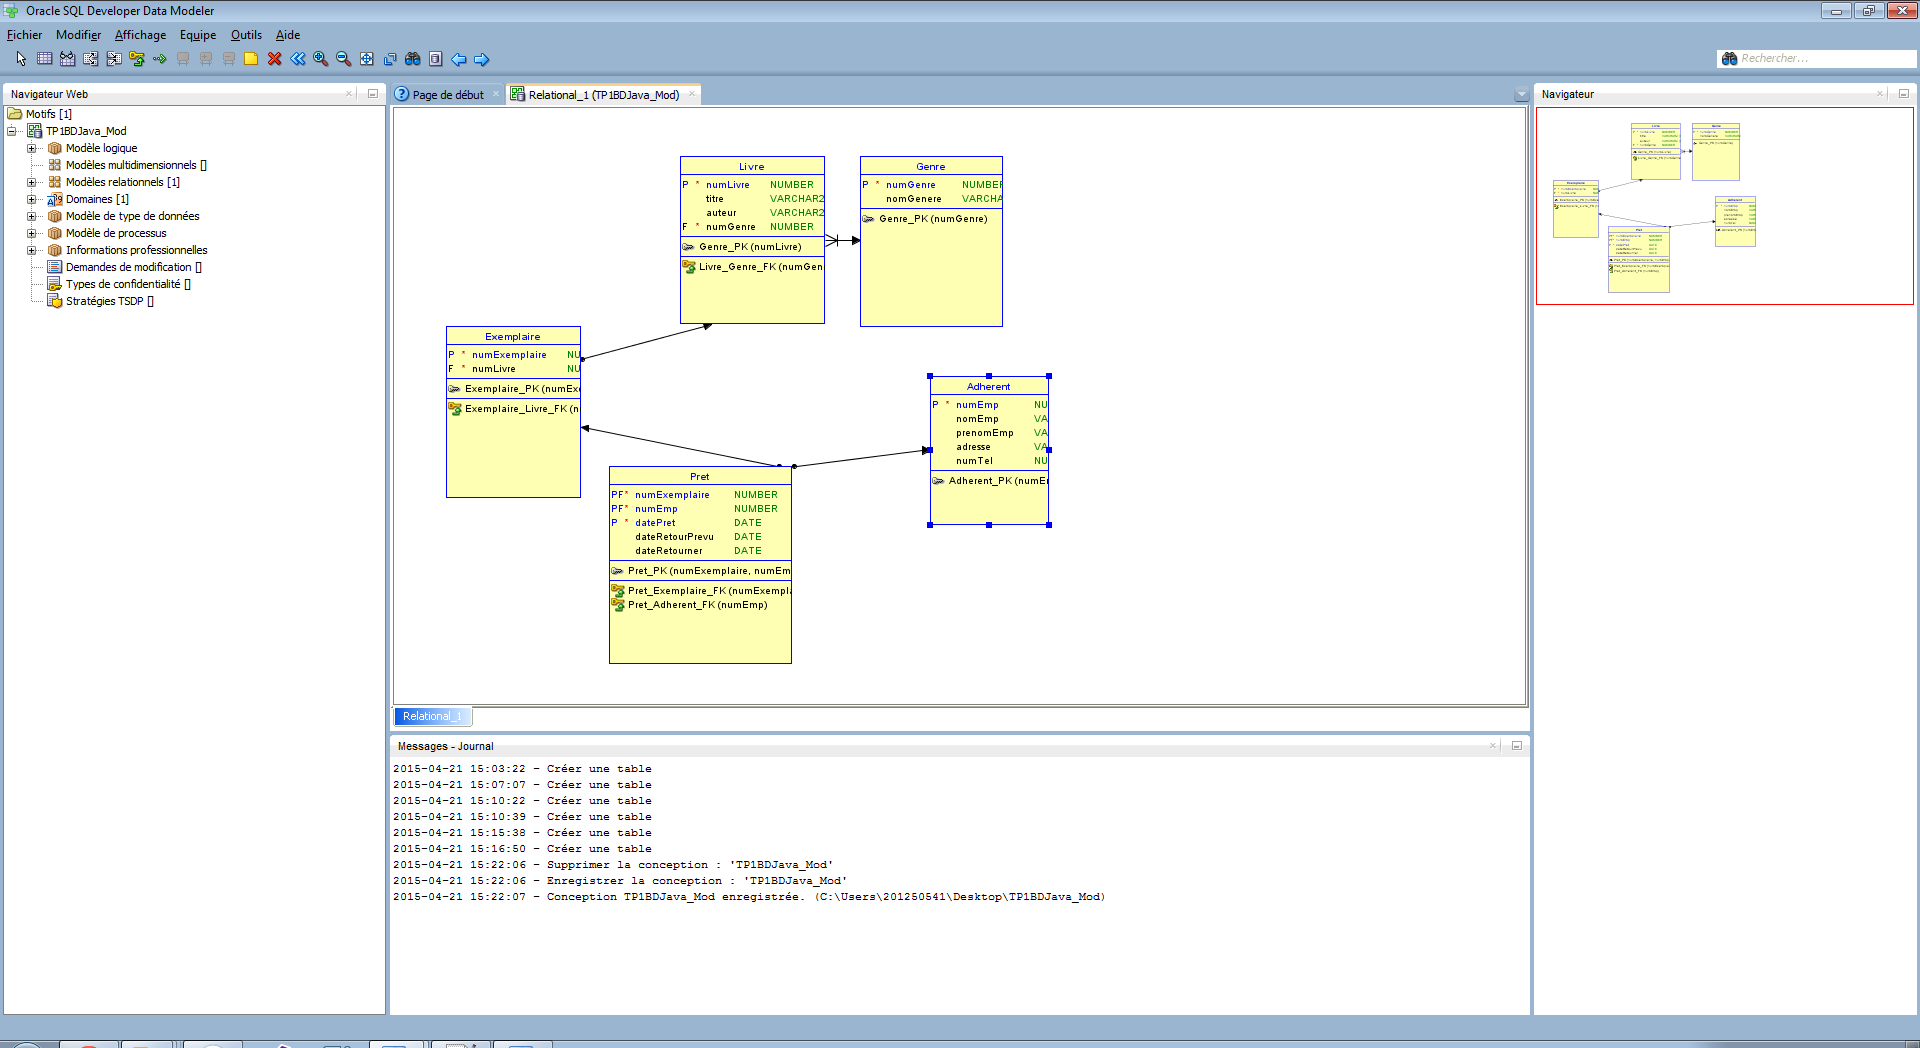 Oracle SQL Developer Data Modeler
Fichier Modifier Affichage Equipe Outils Aide
Rechercher...
Navigateur Web
Motifs [1]
TP1BDJava_Mod
Modèle logique
Modèles multidimensionnels []
Modèles relationnels [1]
Domaines [1]
Modèle de type de données
Modèle de processus
Informations professionnelles
Demandes de modification []
Types de confidentialité []
Stratégies TSDP []
Page de début
Relational_1 (TP1BDJava_Mod)
Livre
P * numLivre NUMBER
titre VARCHAR2
auteur VARCHAR2
F * numGenre NUMBER
Genre_PK (numLivre)
Livre_Genre_FK (numGen
Genre
P * numGenre NUMBER
nomGenere VARCHA
Genre_PK (numGenre)
Exemplaire
P * numExemplaire NU
F * numLivre NU
Exemplaire_PK (numEx
Exemplaire_Livre_FK (n
Adherent
P * numEmp NU
nomEmp VA
prenomEmp VA
adresse VA
numTel NU
Adherent_PK (numE
Pret
PF* numExemplaire NUMBER
PF* numEmp NUMBER
P * datePret DATE
dateRetourPrevu DATE
dateRetourner DATE
Pret_PK (numExemplaire, numEm
Pret_Exemplaire_FK (numExempl
Pret_Adherent_FK (numEmp)
Relational_1
Messages - Journal
2015-04-21 15:03:22 - Créer une table
2015-04-21 15:07:07 - Créer une table
2015-04-21 15:10:22 - Créer une table
2015-04-21 15:10:39 - Créer une table
2015-04-21 15:15:38 - Créer une table
2015-04-21 15:16:50 - Créer une table
2015-04-21 15:22:06 - Supprimer la conception : 'TP1BDJava_Mod'
2015-04-21 15:22:06 - Enregistrer la conception : 'TP1BDJava_Mod'
2015-04-21 15:22:07 - Conception TP1BDJava_Mod enregistrée. (C:\Users\201250541\Desktop\TP1BDJava_Mod)
Navigateur